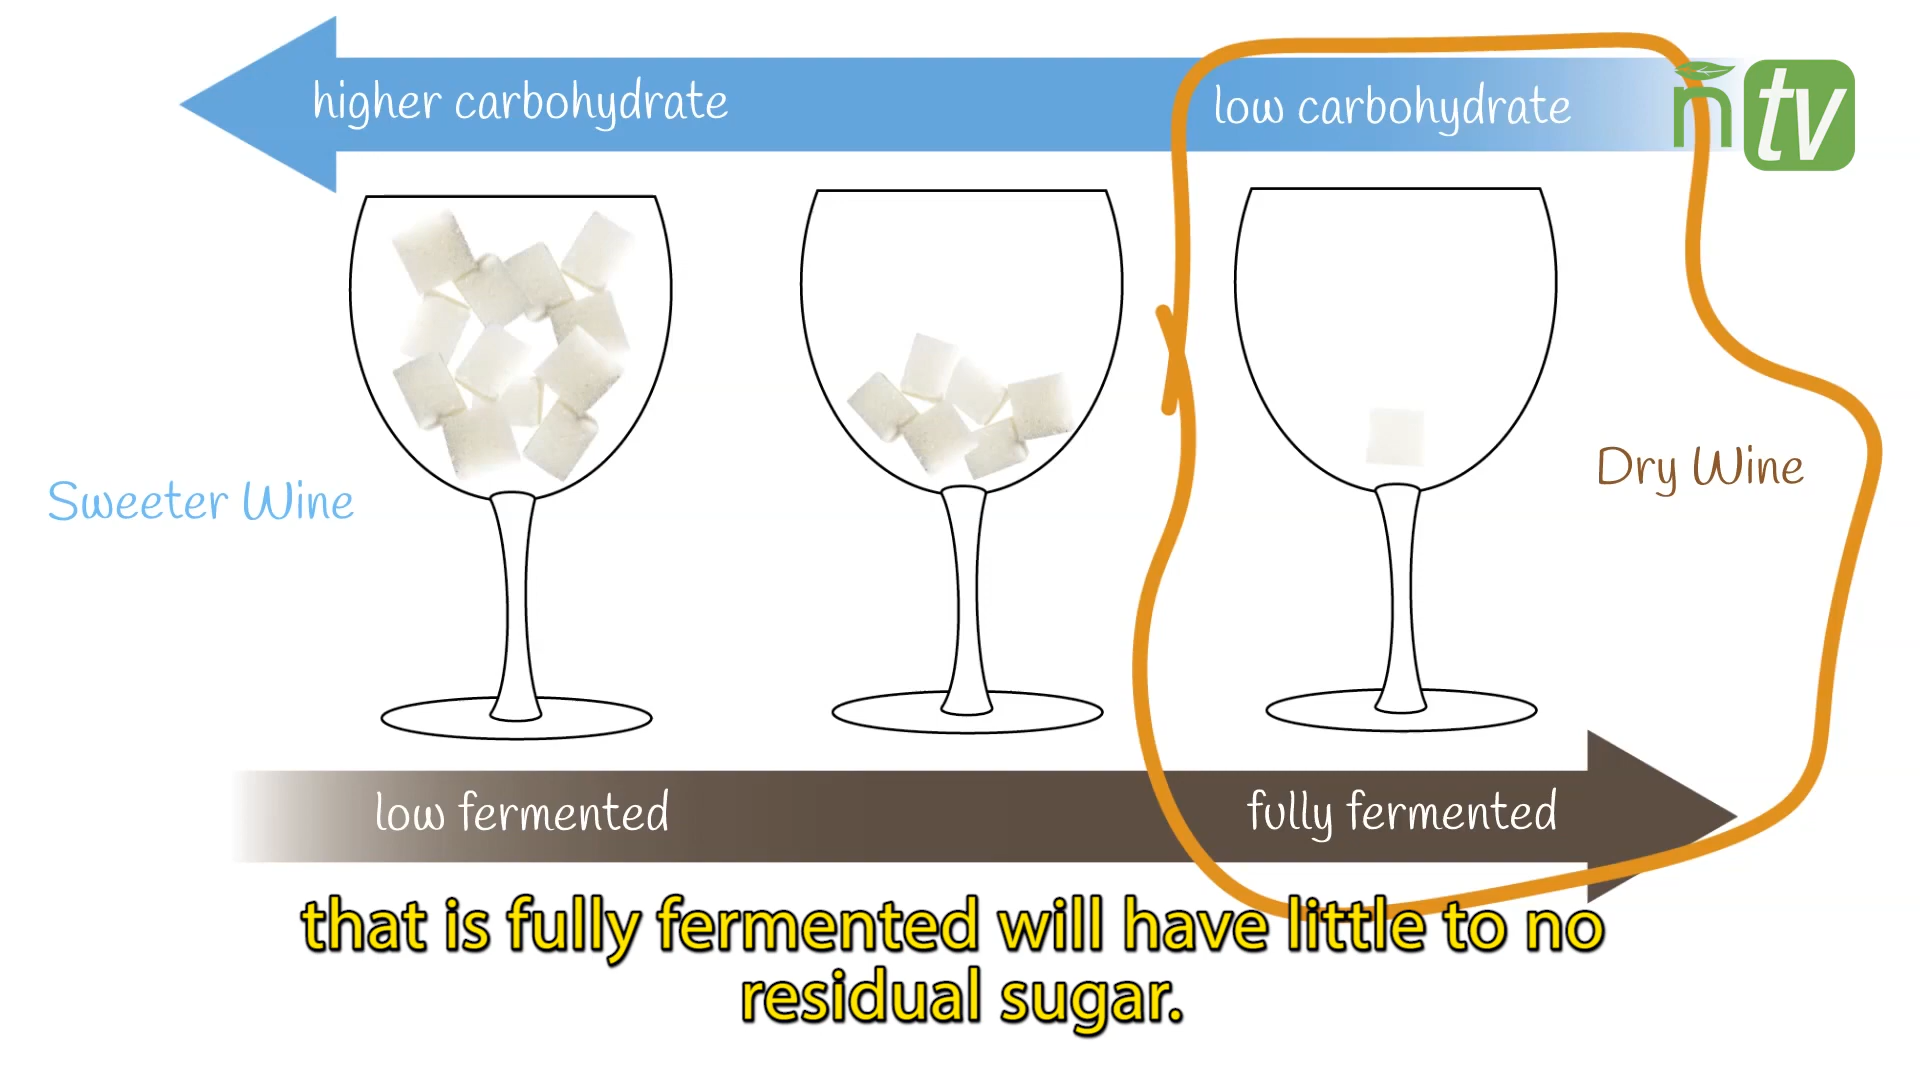 higher carbohydrate
low carbohydrate
ntv
Sweeter Wine
Dry Wine
low fermented
fully fermented
that is fully fermented will have little to no
residual sugar.